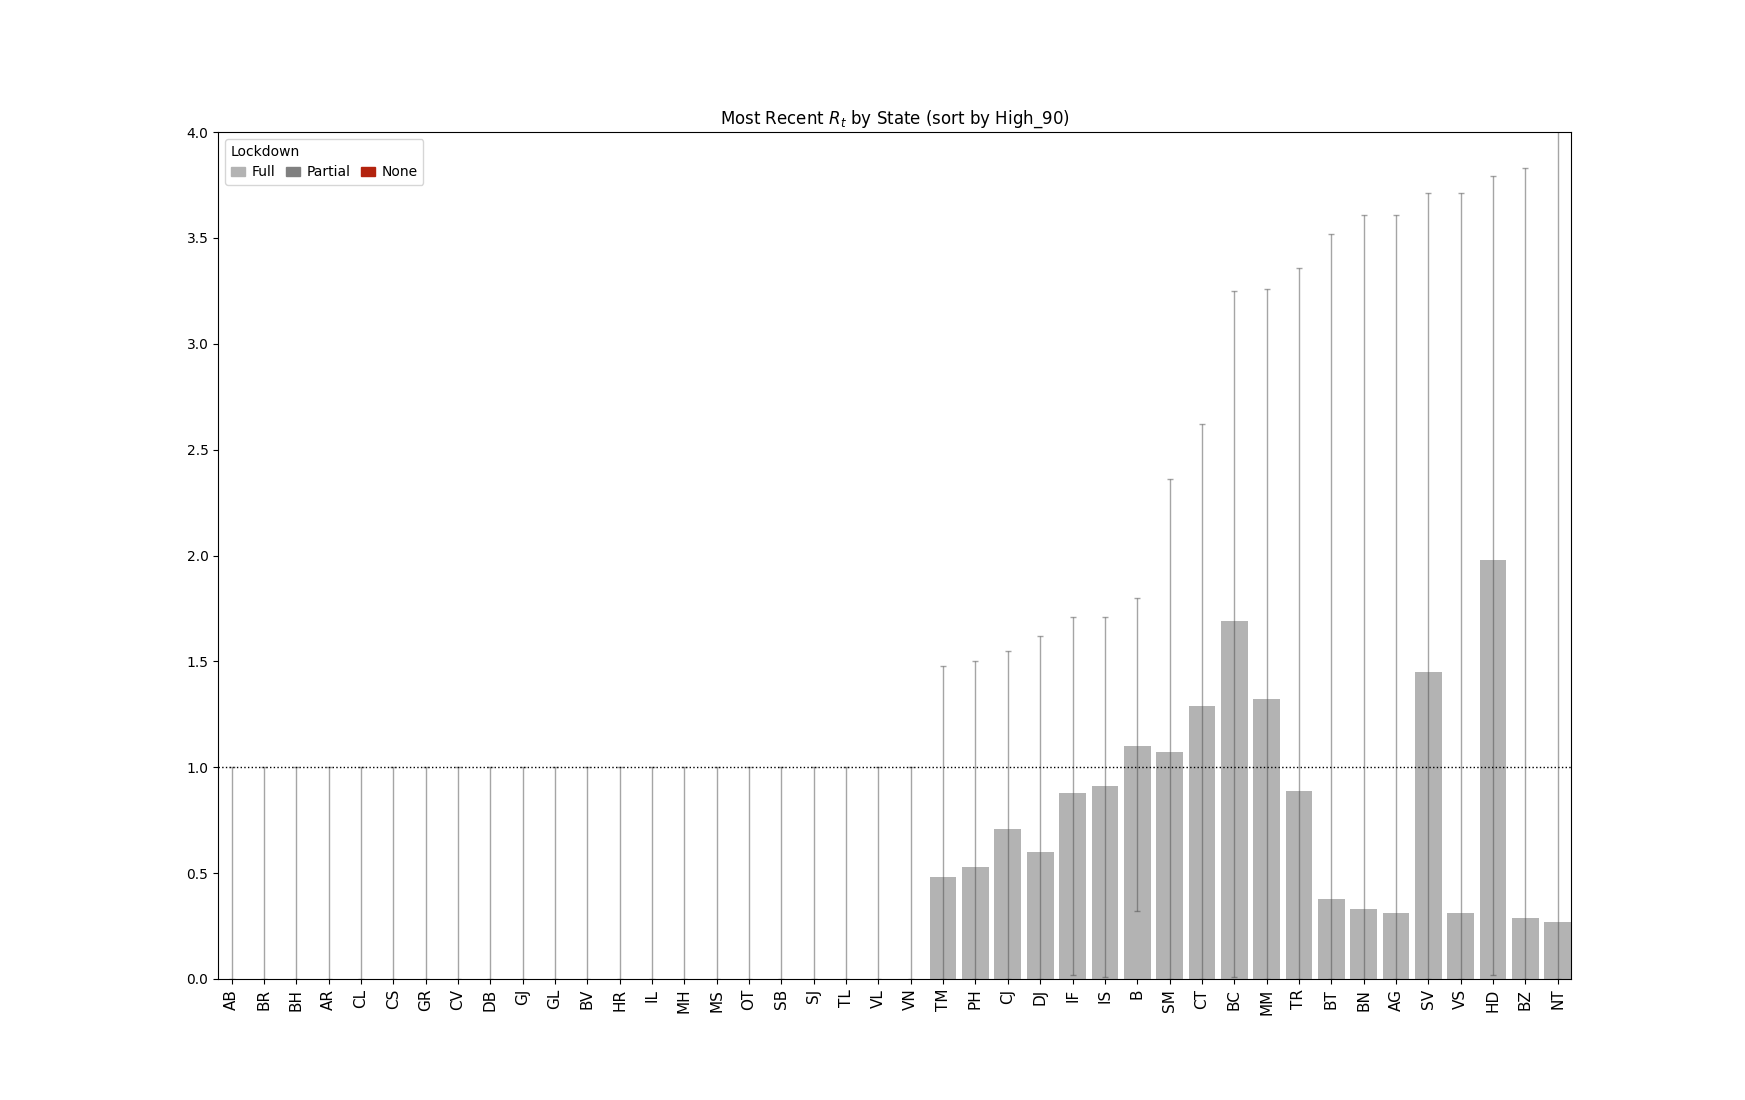 Most Recent Rt by State (sort by High_90)
Lockdown
Full Partial None
4.0
3.5
3.0
2.5
2.0
1.5
1.0
0.5
0.0
AB BR BH AR CL CS GR CV DB GJ GL BV HR IL MH MS OT SB SJ TL VL VN TM PH CJ DJ IF IS B SM CT BC MM TR BT BN AG SV VS HD BZ NT